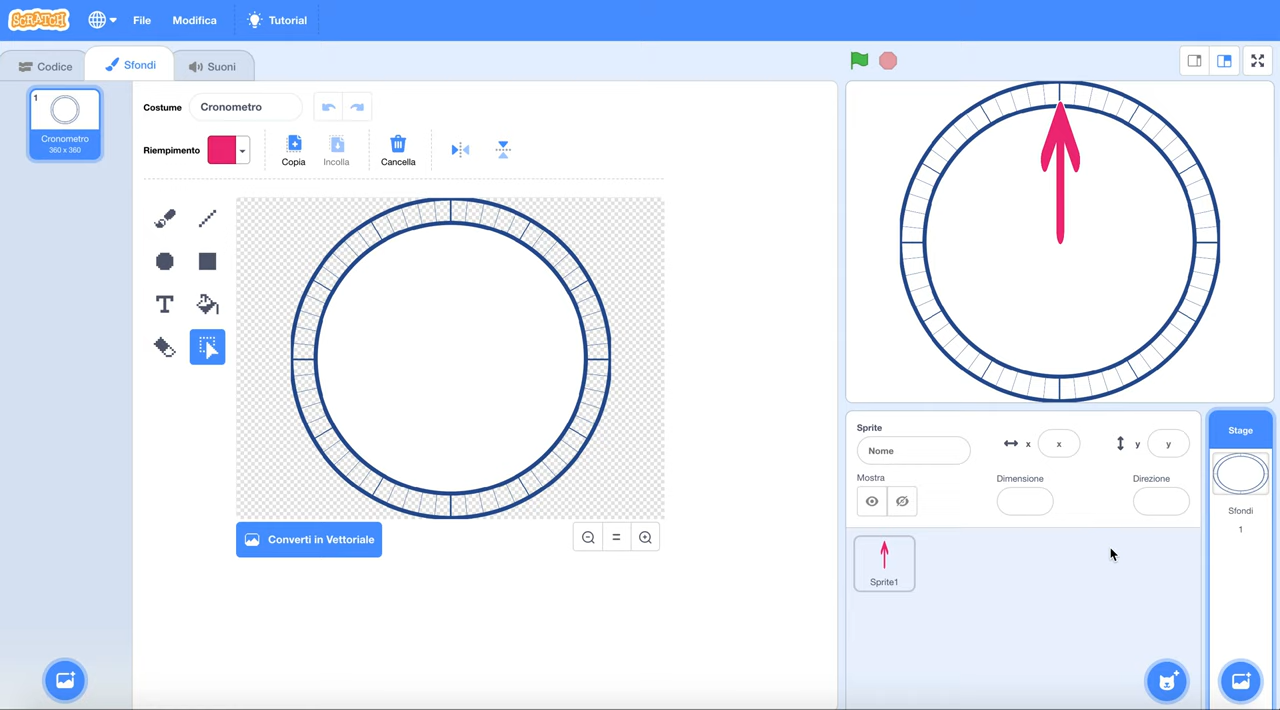 SCRATCH
File
Modifica
Tutorial
Codice
Sfondi
Suoni
1
Cronometro
360 x 360
Costume
Cronometro
Riempimento
Copia
Incolla
Cancella
T
Converti in Vettoriale
Sprite
Nome
x
x
y
y
Mostra
Dimensione
Direzione
Sprite1
Stage
Sfondi
1